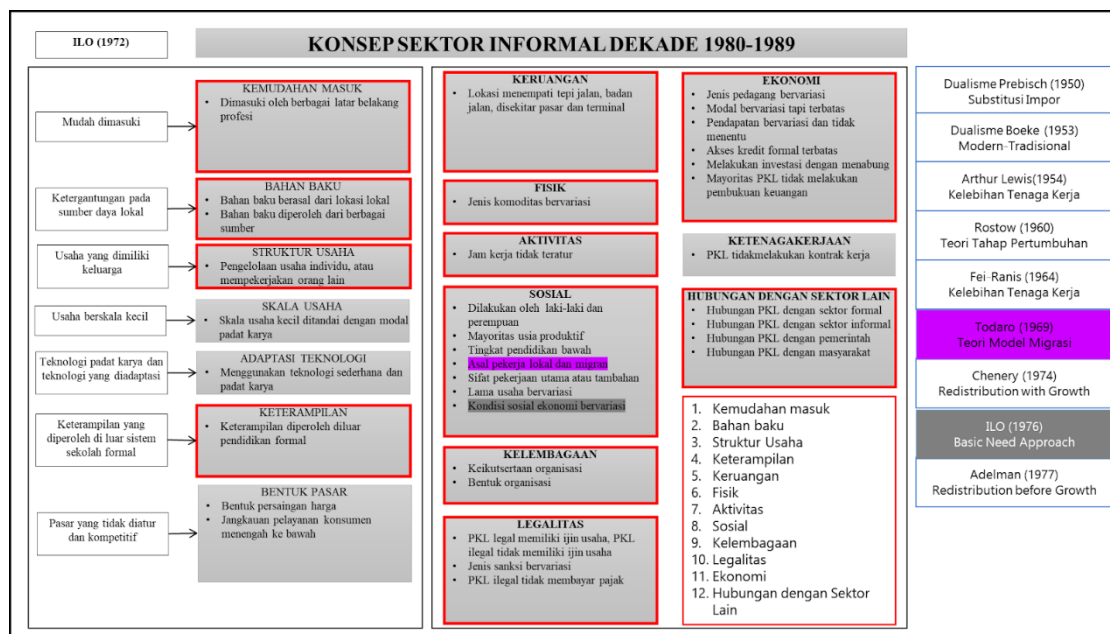 ILO (1972)
KONSEP SEKTOR INFORMAL DEKADE 1980-1989
Mudah dimasuki
KEMUDAHAN MASUK
• Dimasuki oleh berbagai latar belakang
profesi
Ketergantungan pada
sumber daya lokal
BAHAN BAKU
• Bahan baku berasal dari lokasi lokal
• Bahan baku diperoleh dari berbagai
sumber
Usaha yang dimiliki
keluarga
STRUKTUR USAHA
• Pengelolaan usaha individu, atau
mempekerjakan orang lain
Usaha berskala kecil
SKALA USAHA
• Skala usaha kecil ditandai dengan modal
padat karya
Teknologi padat karya dan
teknologi yang diadaptasi
ADAPTASI TEKNOLOGI
• Menggunakan teknologi sederhana dan
padat karya
Keterampilan yang
diperoleh di luar sistem
sekolah formal
KETERAMPILAN
• Keterampilan diperoleh diluar
pendidikan formal
Pasar yang tidak diatur
dan kompetitif
BENTUK PASAR
• Bentuk persaingan harga
• Jangkauan pelayanan konsumen
menengah ke bawah
KERUANGAN
• Lokasi menempati tepi jalan, badan
jalan, disekitar pasar dan terminal
FISIK
• Jenis komoditas bervariasi
AKTIVITAS
• Jam kerja tidak teratur
SOSIAL
• Dilakukan oleh laki-laki dan
perempuan
• Mayoritas usia produktif
• Tingkat pendidikan bawah
• Asal pekerja lokal dan migran
• Sifat pekerjaan utama atau tambahan
• Lama usaha bervariasi
• Kondisi sosial ekonomi bervariasi
KELEMBAGAAN
• Keikutsertaan organisasi
• Bentuk organisasi
LEGALITAS
• PKL legal memiliki ijin usaha, PKL
ilegal tidak memiliki ijin usaha
• Jenis sanksi bervariasi
• PKL ilegal tidak membayar pajak
EKONOMI
• Jenis pedagang bervariasi
• Modal bervariasi tapi terbatas
• Pendapatan bervariasi dan tidak
menentu
• Akses kredit formal terbatas
• Melakukan investasi dengan menabung
• Mayoritas PKL tidak melakukan
pembukuan keuangan
KETENAGAKERJAAN
• PKL tidakmelakukan kontrak kerja
HUBUNGAN DENGAN SEKTOR LAIN
• Hubungan PKL dengan sektor formal
• Hubungan PKL dengan sektor informal
• Hubungan PKL dengan pemerintah
• Hubungan PKL dengan masyarakat
1. Kemudahan masuk
2. Bahan baku
3. Struktur Usaha
4. Keterampilan
5. Keruangan
6. Fisik
7. Aktivitas
8. Sosial
9. Kelembagaan
10. Legalitas
11. Ekonomi
12. Hubungan dengan Sektor
Lain
Dualisme Prebisch (1950)
Substitusi Impor
Dualisme Boeke (1953)
Modern-Tradisional
Arthur Lewis(1954)
Kelebihan Tenaga Kerja
Rostow (1960)
Teori Tahap Pertumbuhan
Fei-Ranis (1964)
Kelebihan Tenaga Kerja
Todaro (1969)
Teori Model Migrasi
Chenery (1974)
Redistribution with Growth
ILO (1976)
Basic Need Approach
Adelman (1977)
Redistribution before Growth